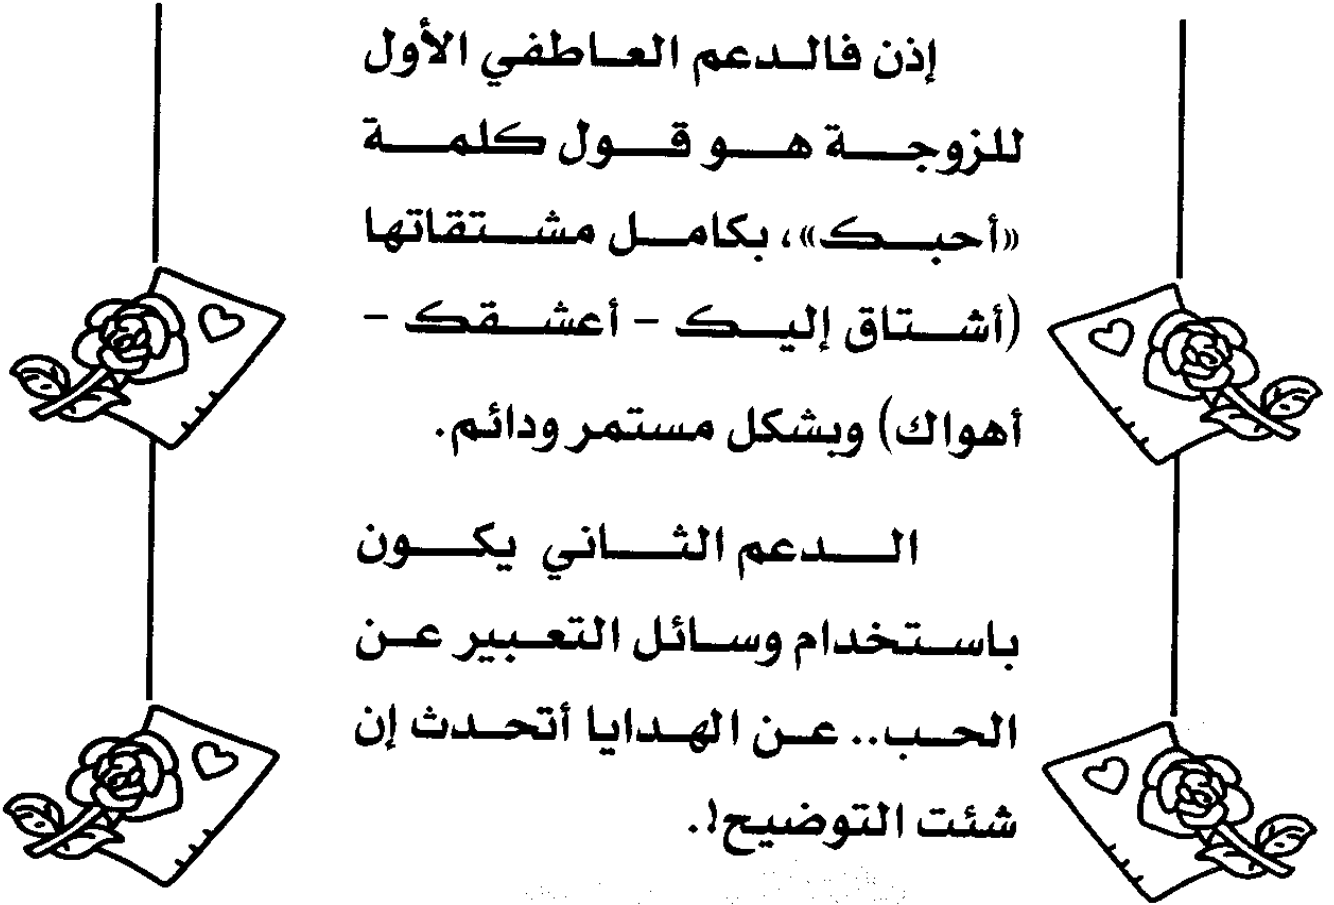 إذن فالدعم العاطفي الأول
للزوجة هو قول كلمة
«أحبك»، بكامل مشتقاتها
(أشتاق إليك - أعشقك -
أهواك) وبشكل مستمر ودائم.
الدعم الثاني يكون
باستخدام وسائل التعبير عن
الحب.. عن الهدايا أتحدث إن
شئت التوضيح!.